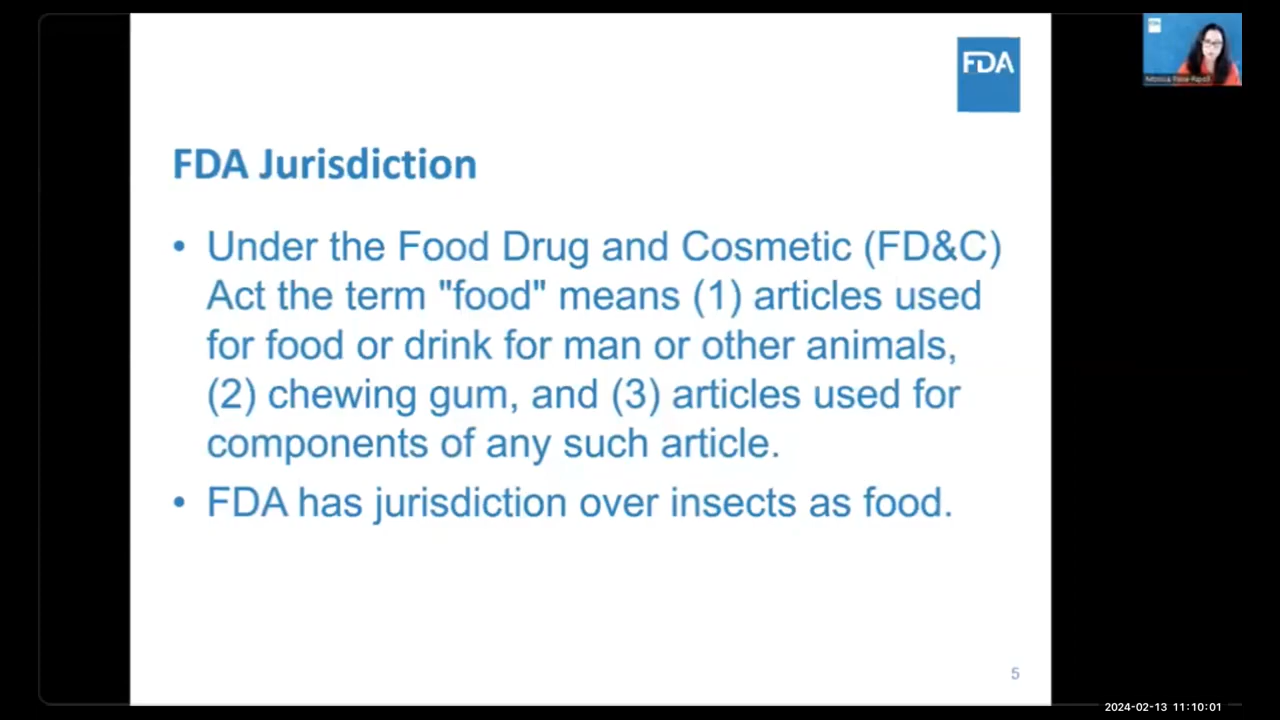 FDA
FDA Jurisdiction
• Under the Food Drug and Cosmetic (FD&C)
Act the term "food" means (1) articles used
for food or drink for man or other animals,
(2) chewing gum, and (3) articles used for
components of any such article.
• FDA has jurisdiction over insects as food.
5
2024-02-13 11:10:01